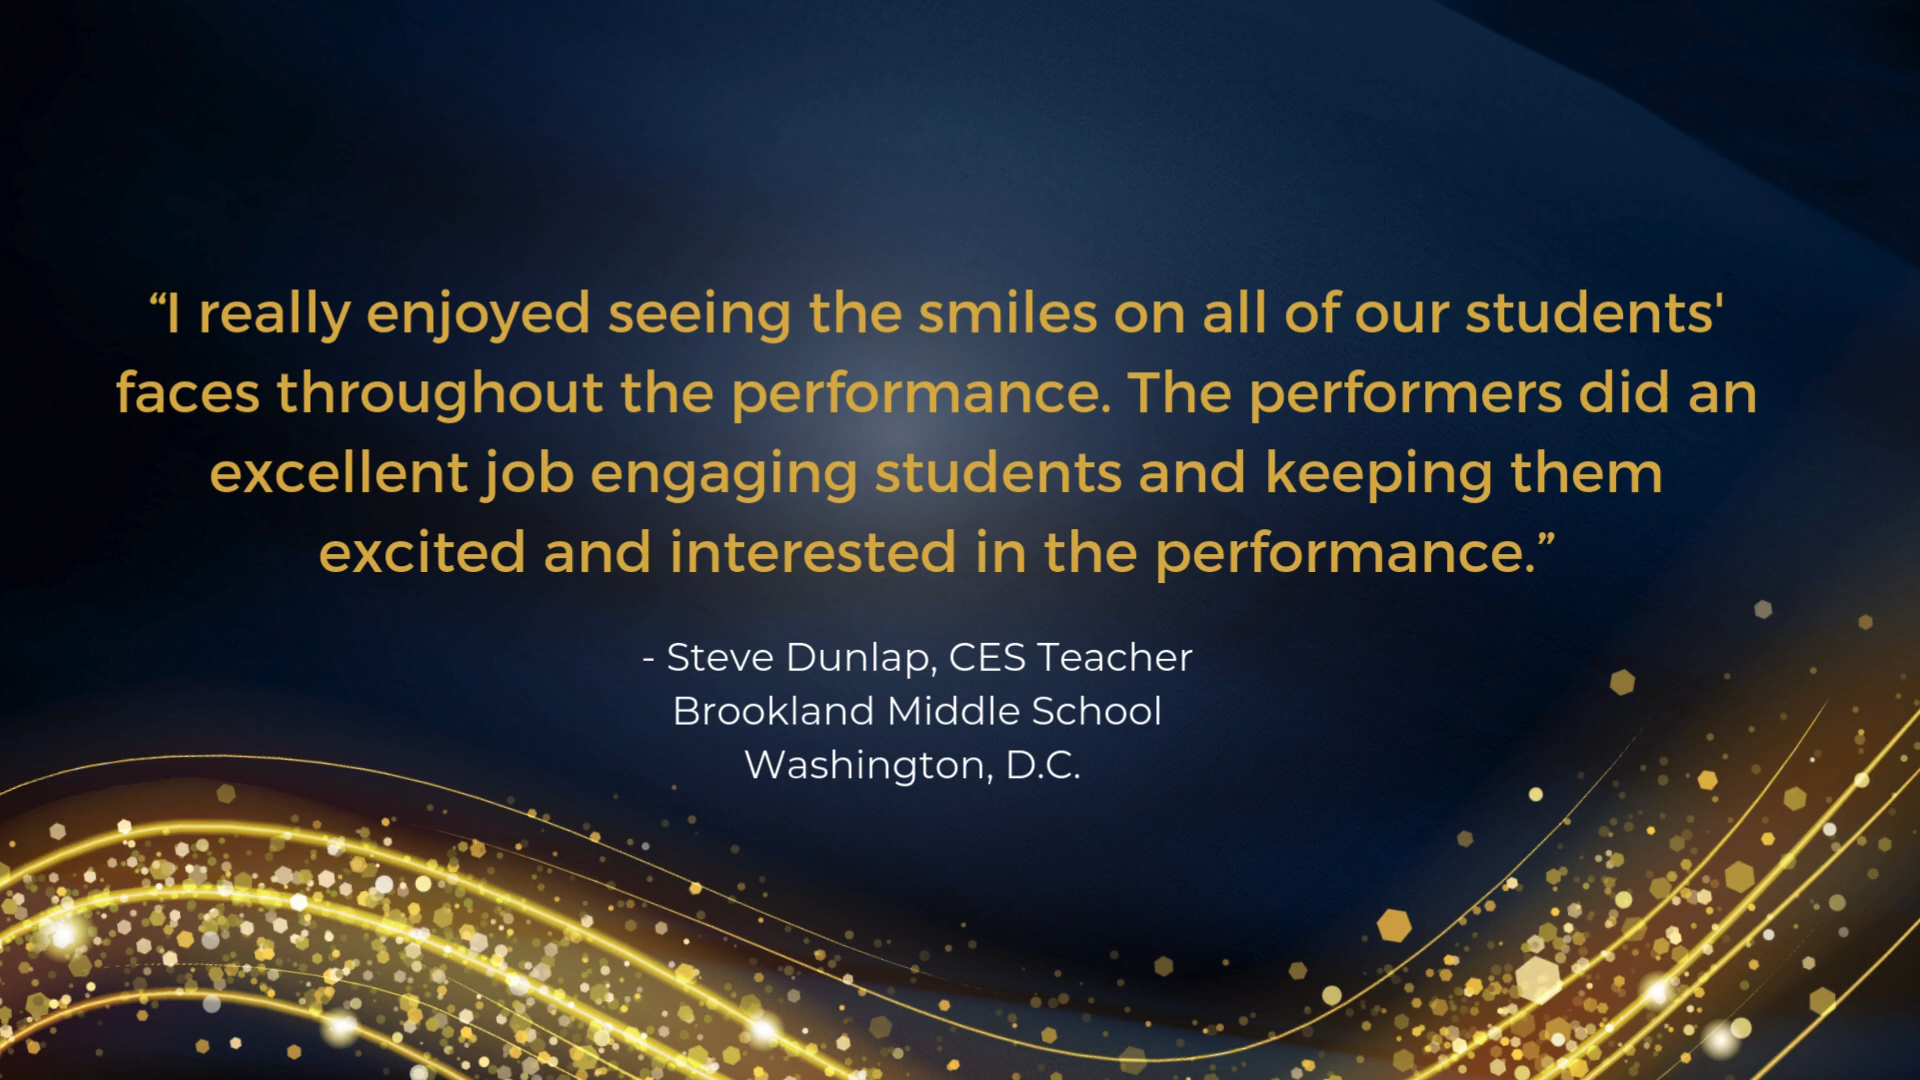 “I really enjoyed seeing the smiles on all of our students'
faces throughout the performance. The performers did an
excellent job engaging students and keeping them
excited and interested in the performance.”
- Steve Dunlap, CES Teacher
Brookland Middle School
Washington, D.C.